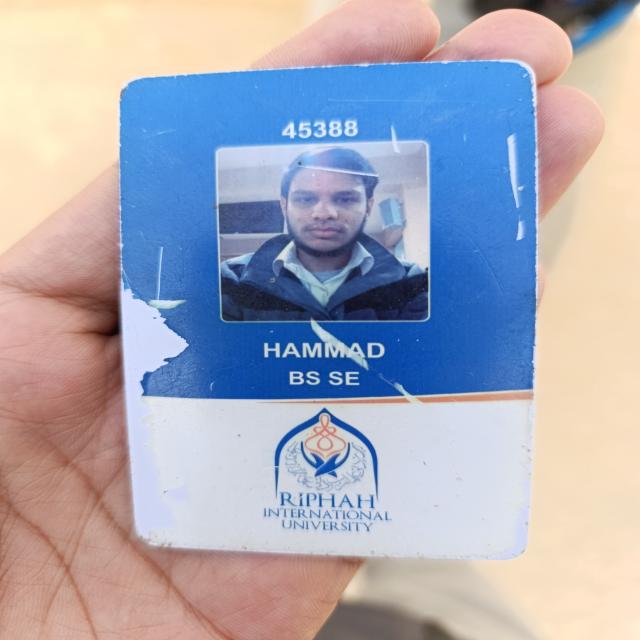 45388
HAMMAD
BS SE
RiPHAH
INTERNATIONAL
UNIVERSITY